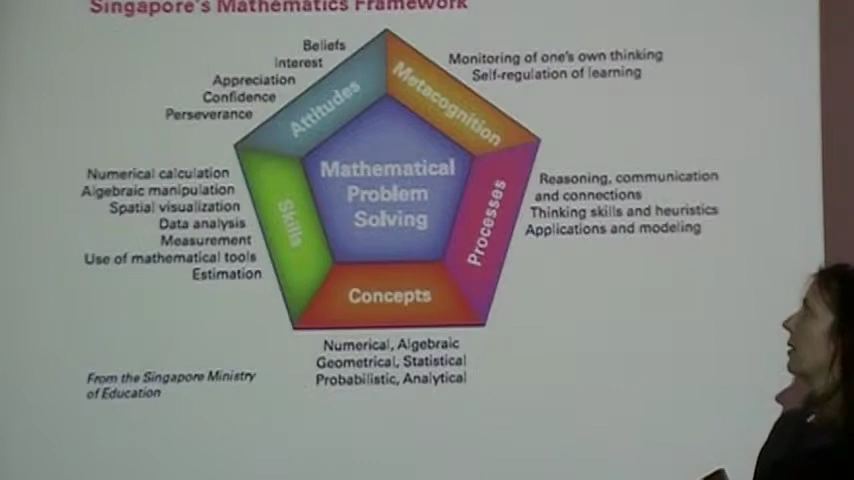 Singapore's Mathematics Framework
Beliefs
Interest
Appreciation
Confidence
Perseverance
Monitoring of one's own thinking
Self-regulation of learning
Attitudes
Metacognition
Mathematical
Problem
Solving
Numerical calculation
Algebraic manipulation
Spatial visualization
Data analysis
Measurement
Use of mathematical tools
Estimation
Skills
Processes
Reasoning, communication
and connections
Thinking skills and heuristics
Applications and modeling
Concepts
Numerical, Algebraic
Geometrical, Statistical
Probabilistic, Analytical
From the Singapore Ministry
of Education